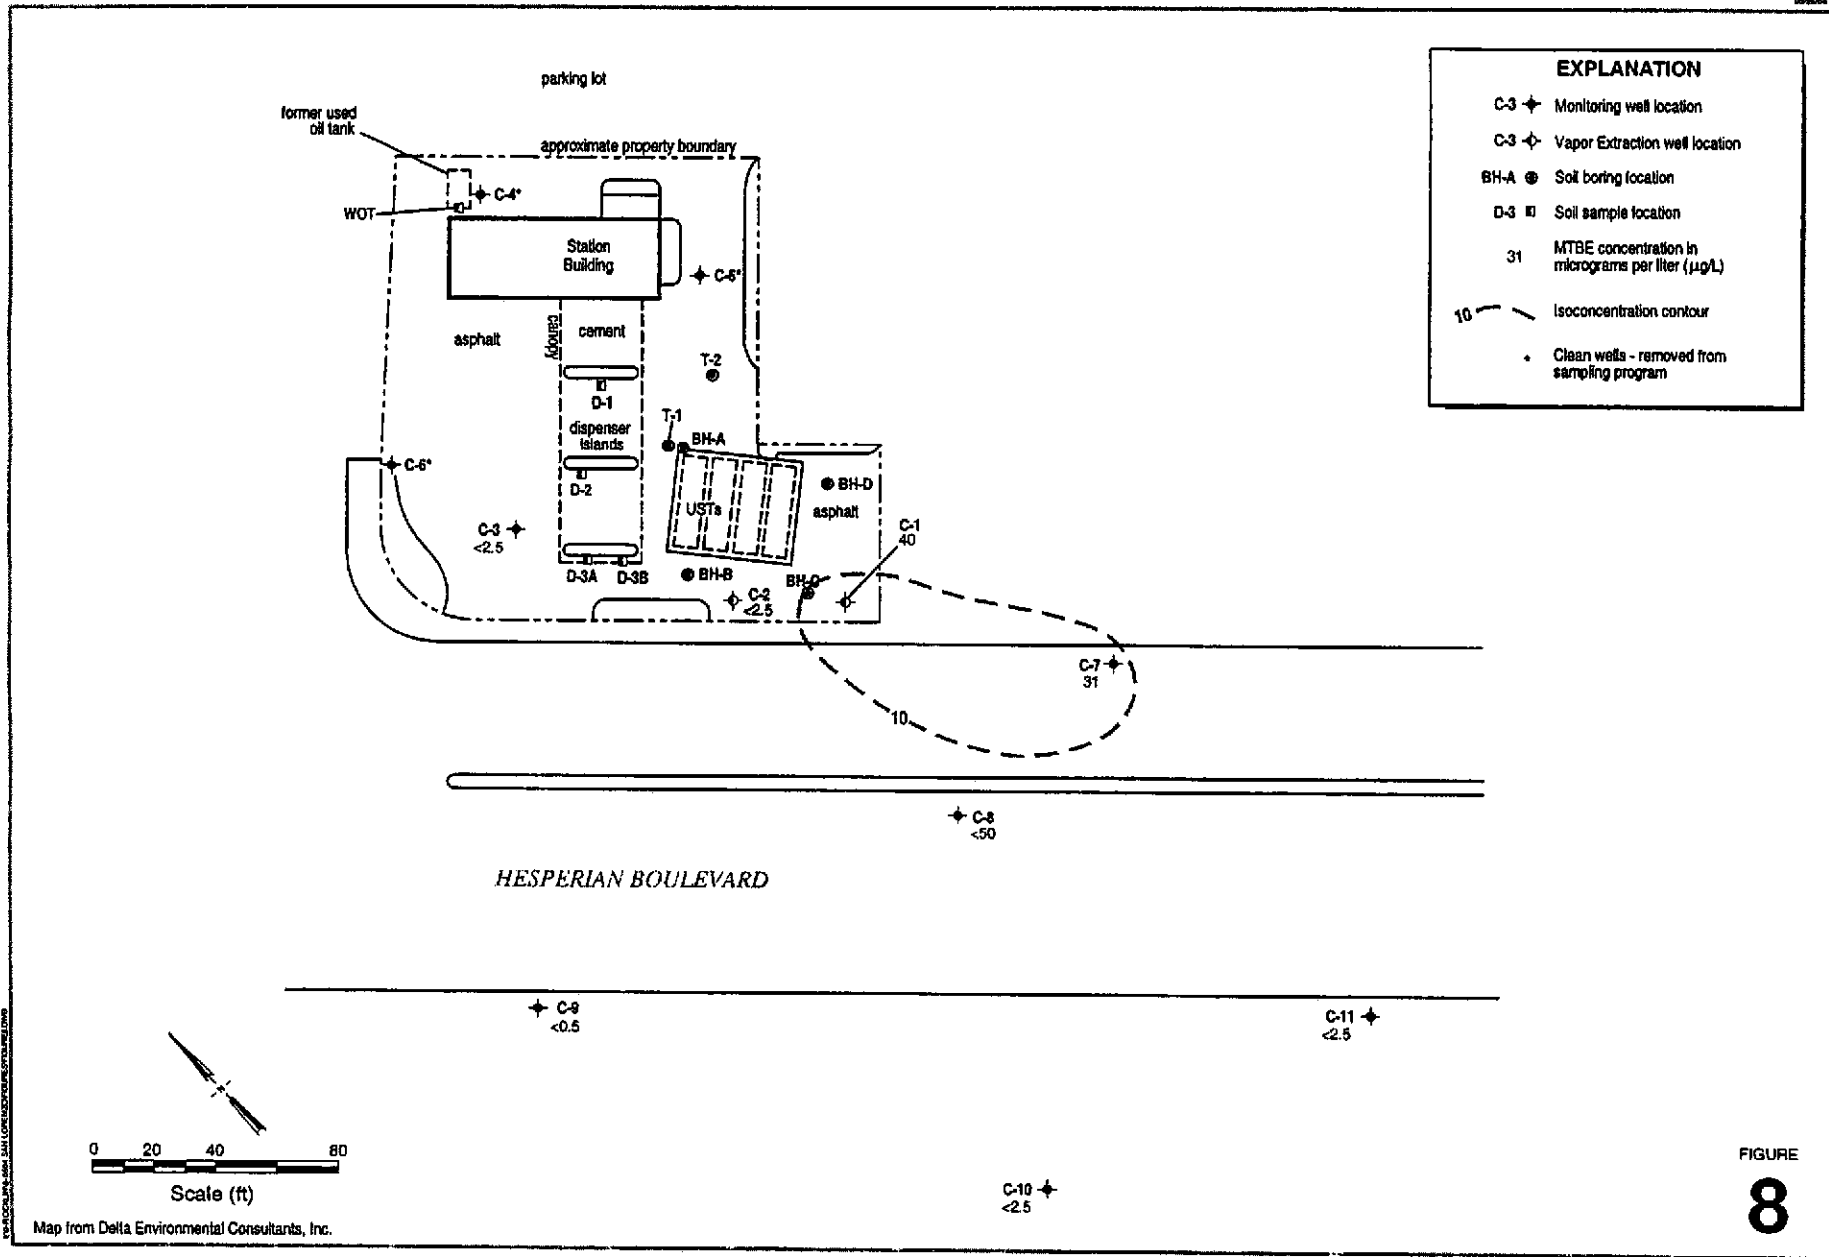 parking lot
former used
oil tank
approximate property boundary
C-4*
WOT
Station
Building
C-5*
asphalt
canopy
cement
T-2
D-1
T-1
dispenser
islands
BH-A
C-6*
D-2
USTs
BH-D
asphalt
C-3
<2.5
C-1
40
D-3A
D-3B
BH-B
BH-C
C-2
<2.5
C-7
31
10
C-8
<50
HESPERIAN BOULEVARD
C-9
<0.5
C-11
<2.5
C-10
<2.5
0 20 40 80
Scale (ft)
Map from Delta Environmental Consultants, Inc.
EXPLANATION
C-3 Monitoring well location
C-3 Vapor Extraction well location
BH-A Soil boring location
D-3 Soil sample location
31 MTBE concentration in
micrograms per liter (µg/L)
10 Isoconcentration contour
* Clean wells - removed from
sampling program
FIGURE
8